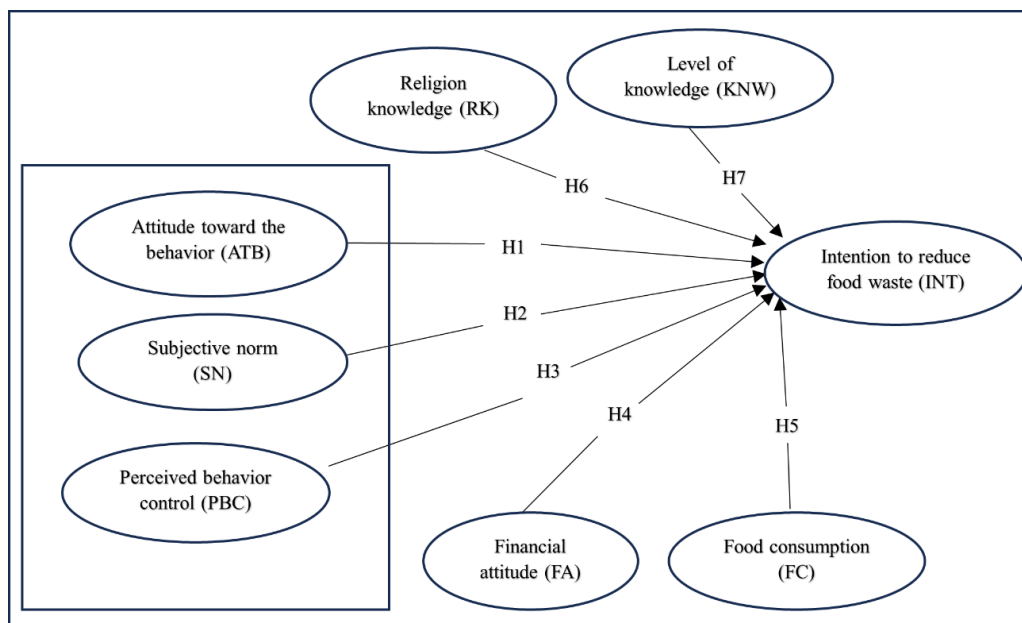 Religion
knowledge (RK)
Level of
knowledge (KNW)
H6
H7
Attitude toward the
behavior (ATB)
H1
Intention to reduce
food waste (INT)
H2
Subjective norm
(SN)
H3
H4
H5
Perceived behavior
control (PBC)
Financial
attitude (FA)
Food consumption
(FC)